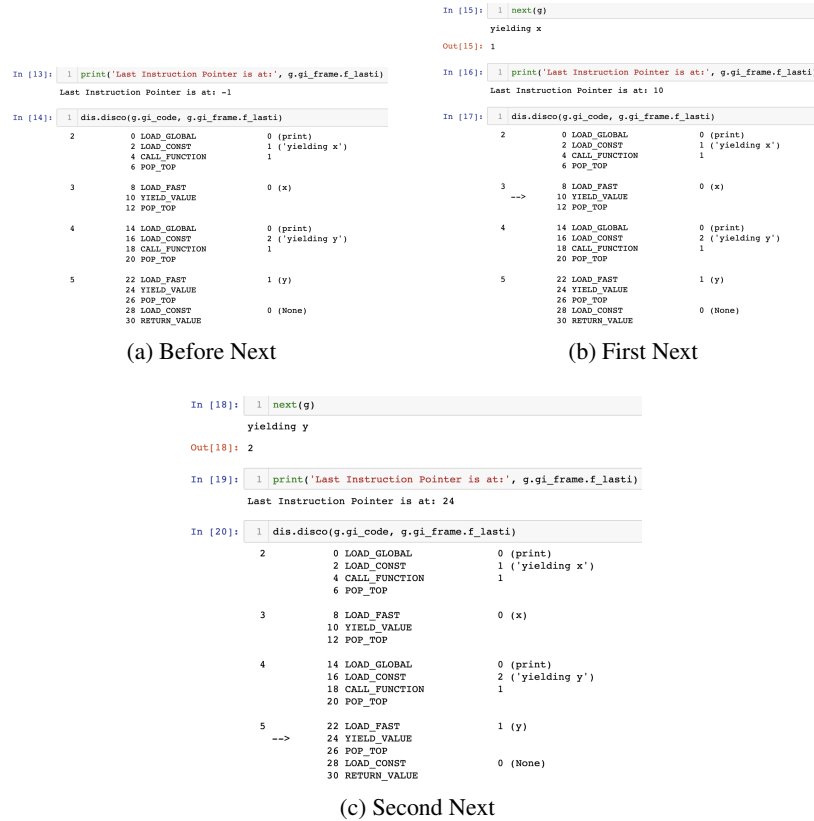 In [13]: 1 print('Last Instruction Pointer is at:', g.gi_frame.f_lasti)
Last Instruction Pointer is at: -1
In [14]: 1 dis.disco(g.gi_code, g.gi_frame.f_lasti)
2 0 LOAD_GLOBAL 0 (print)
2 LOAD_CONST 1 ('yielding x')
4 CALL_FUNCTION 1
6 POP_TOP
3 8 LOAD_FAST 0 (x)
10 YIELD_VALUE
12 POP_TOP
4 14 LOAD_GLOBAL 0 (print)
16 LOAD_CONST 2 ('yielding y')
18 CALL_FUNCTION 1
20 POP_TOP
5 22 LOAD_FAST 1 (y)
24 YIELD_VALUE
26 POP_TOP
28 LOAD_CONST 0 (None)
30 RETURN_VALUE
(a) Before Next
In [15]: 1 next(g)
yielding x
Out[15]: 1
In [16]: 1 print('Last Instruction Pointer is at:', g.gi_frame.f_lasti)
Last Instruction Pointer is at: 10
In [17]: 1 dis.disco(g.gi_code, g.gi_frame.f_lasti)
2 0 LOAD_GLOBAL 0 (print)
2 LOAD_CONST 1 ('yielding x')
4 CALL_FUNCTION 1
6 POP_TOP
3 8 LOAD_FAST 0 (x)
--> 10 YIELD_VALUE
12 POP_TOP
4 14 LOAD_GLOBAL 0 (print)
16 LOAD_CONST 2 ('yielding y')
18 CALL_FUNCTION 1
20 POP_TOP
5 22 LOAD_FAST 1 (y)
24 YIELD_VALUE
26 POP_TOP
28 LOAD_CONST 0 (None)
30 RETURN_VALUE
(b) First Next
In [18]: 1 next(g)
yielding y
Out[18]: 2
In [19]: 1 print('Last Instruction Pointer is at:', g.gi_frame.f_lasti)
Last Instruction Pointer is at: 24
In [20]: 1 dis.disco(g.gi_code, g.gi_frame.f_lasti)
2 0 LOAD_GLOBAL 0 (print)
2 LOAD_CONST 1 ('yielding x')
4 CALL_FUNCTION 1
6 POP_TOP
3 8 LOAD_FAST 0 (x)
10 YIELD_VALUE
12 POP_TOP
4 14 LOAD_GLOBAL 0 (print)
16 LOAD_CONST 2 ('yielding y')
18 CALL_FUNCTION 1
20 POP_TOP
5 22 LOAD_FAST 1 (y)
--> 24 YIELD_VALUE
26 POP_TOP
28 LOAD_CONST 0 (None)
30 RETURN_VALUE
(c) Second Next